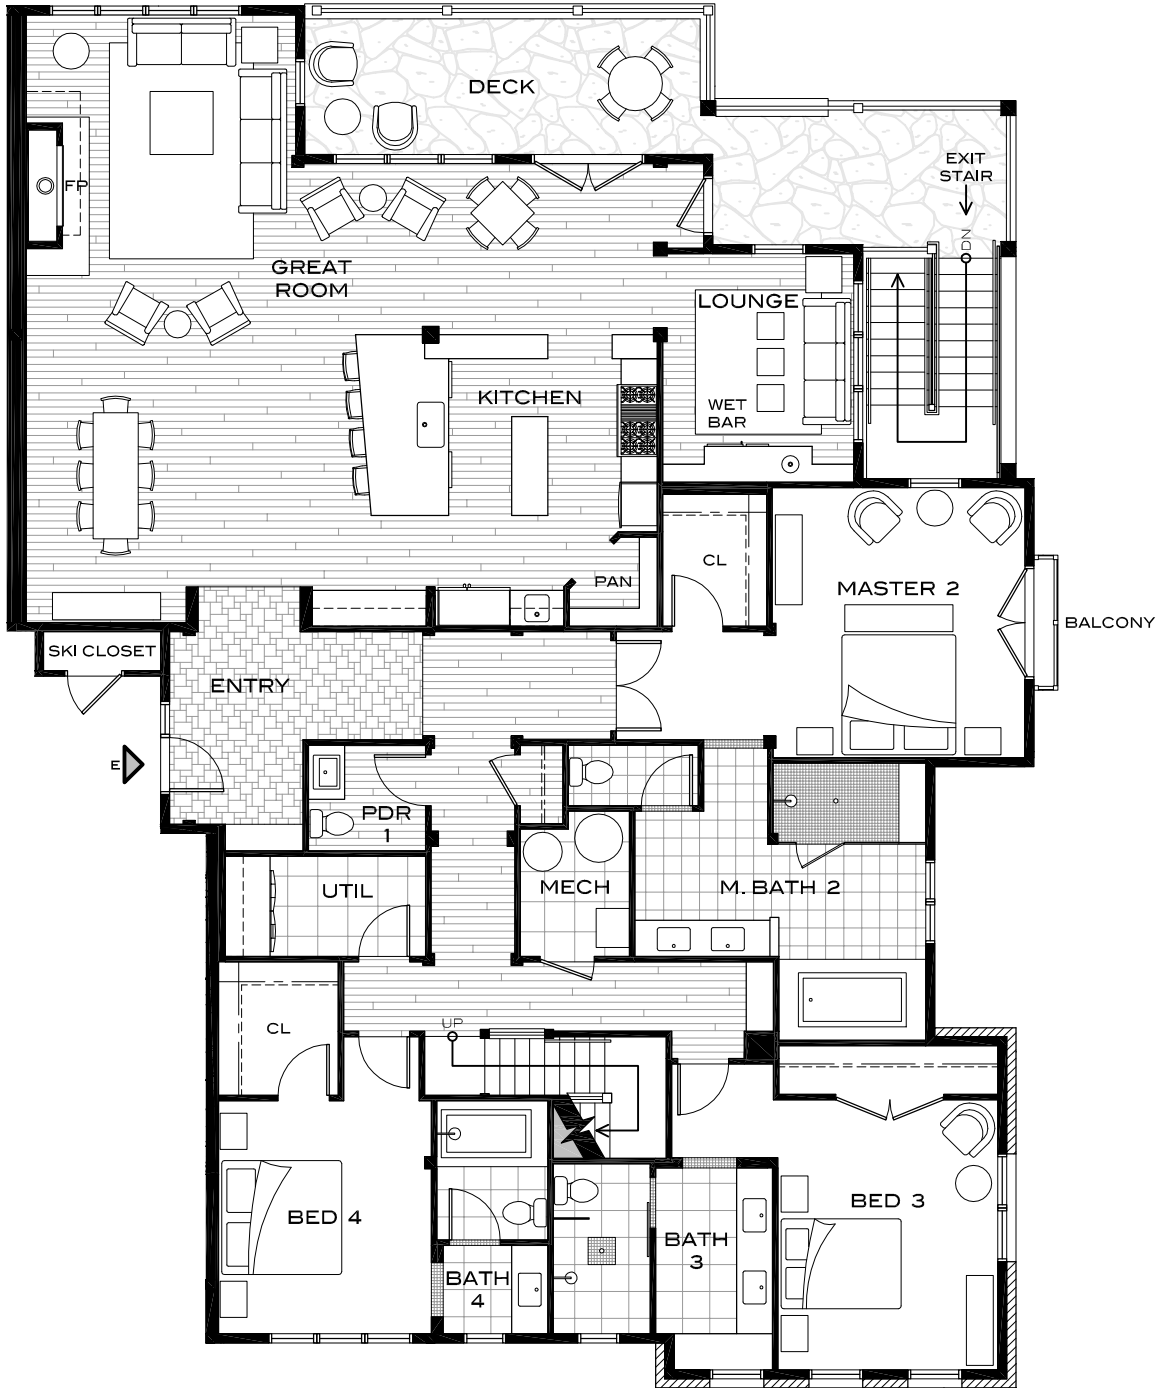 DECK
EXIT
STAIR
DN
FP
GREAT
ROOM
LOUNGE
KITCHEN
WET
BAR
CL
PAN
MASTER 2
BALCONY
SKI CLOSET
ENTRY
E
PDR
1
UTIL
MECH
M. BATH 2
CL
UP
BED 4
BED 3
BATH
3
BATH
4